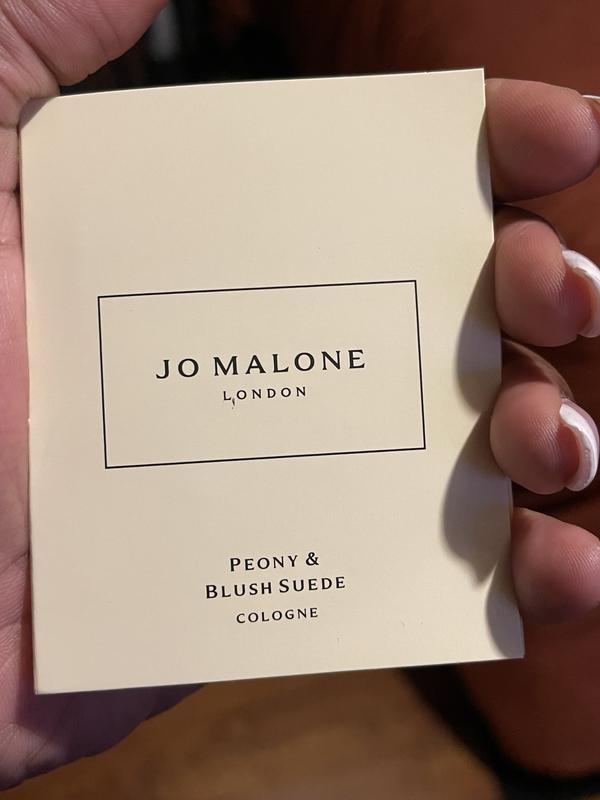 JO MALONE
LONDON
PEONY &
BLUSH SUEDE
COLOGNE